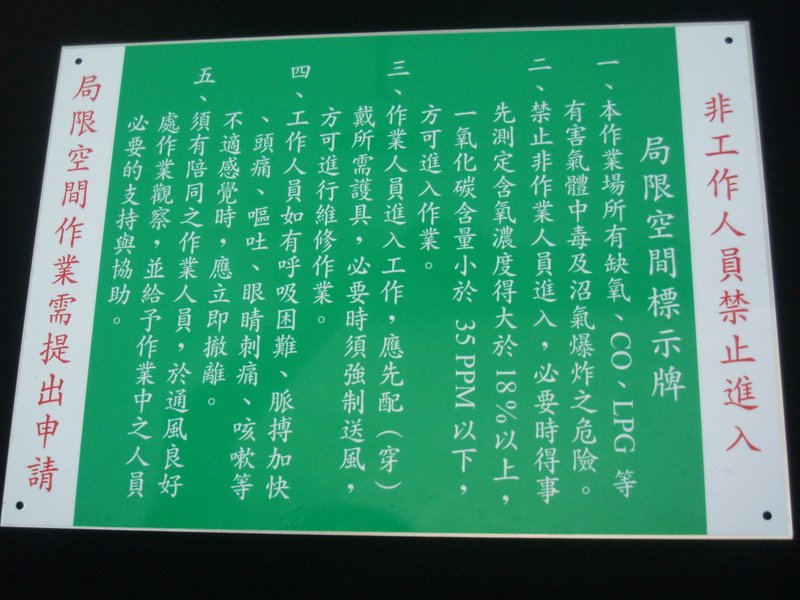 非工作人員禁止進入
局限空間標示牌
一、本作業場所有缺氧、CO、LPG 等
有害氣體中毒及沼氣爆炸之危險。
二、禁止非作業人員進入，必要時得事
先測定含氧濃度得大於 18%以上，
一氧化碳含量小於 35 PPM 以下，
方可進入作業。
三、作業人員進入工作，應先配（穿）
戴所需護具，必要時須強制送風，
方可進行維修作業。
四、工作人員如有呼吸困難、脈搏加快
、頭痛、嘔吐、眼睛刺痛、咳嗽等
不適感覺時，應立即撤離。
五、須有陪同之作業人員，於通風良好
處作業觀察，並給予作業中之人員
必要的支持與協助。
局限空間作業需提出申請